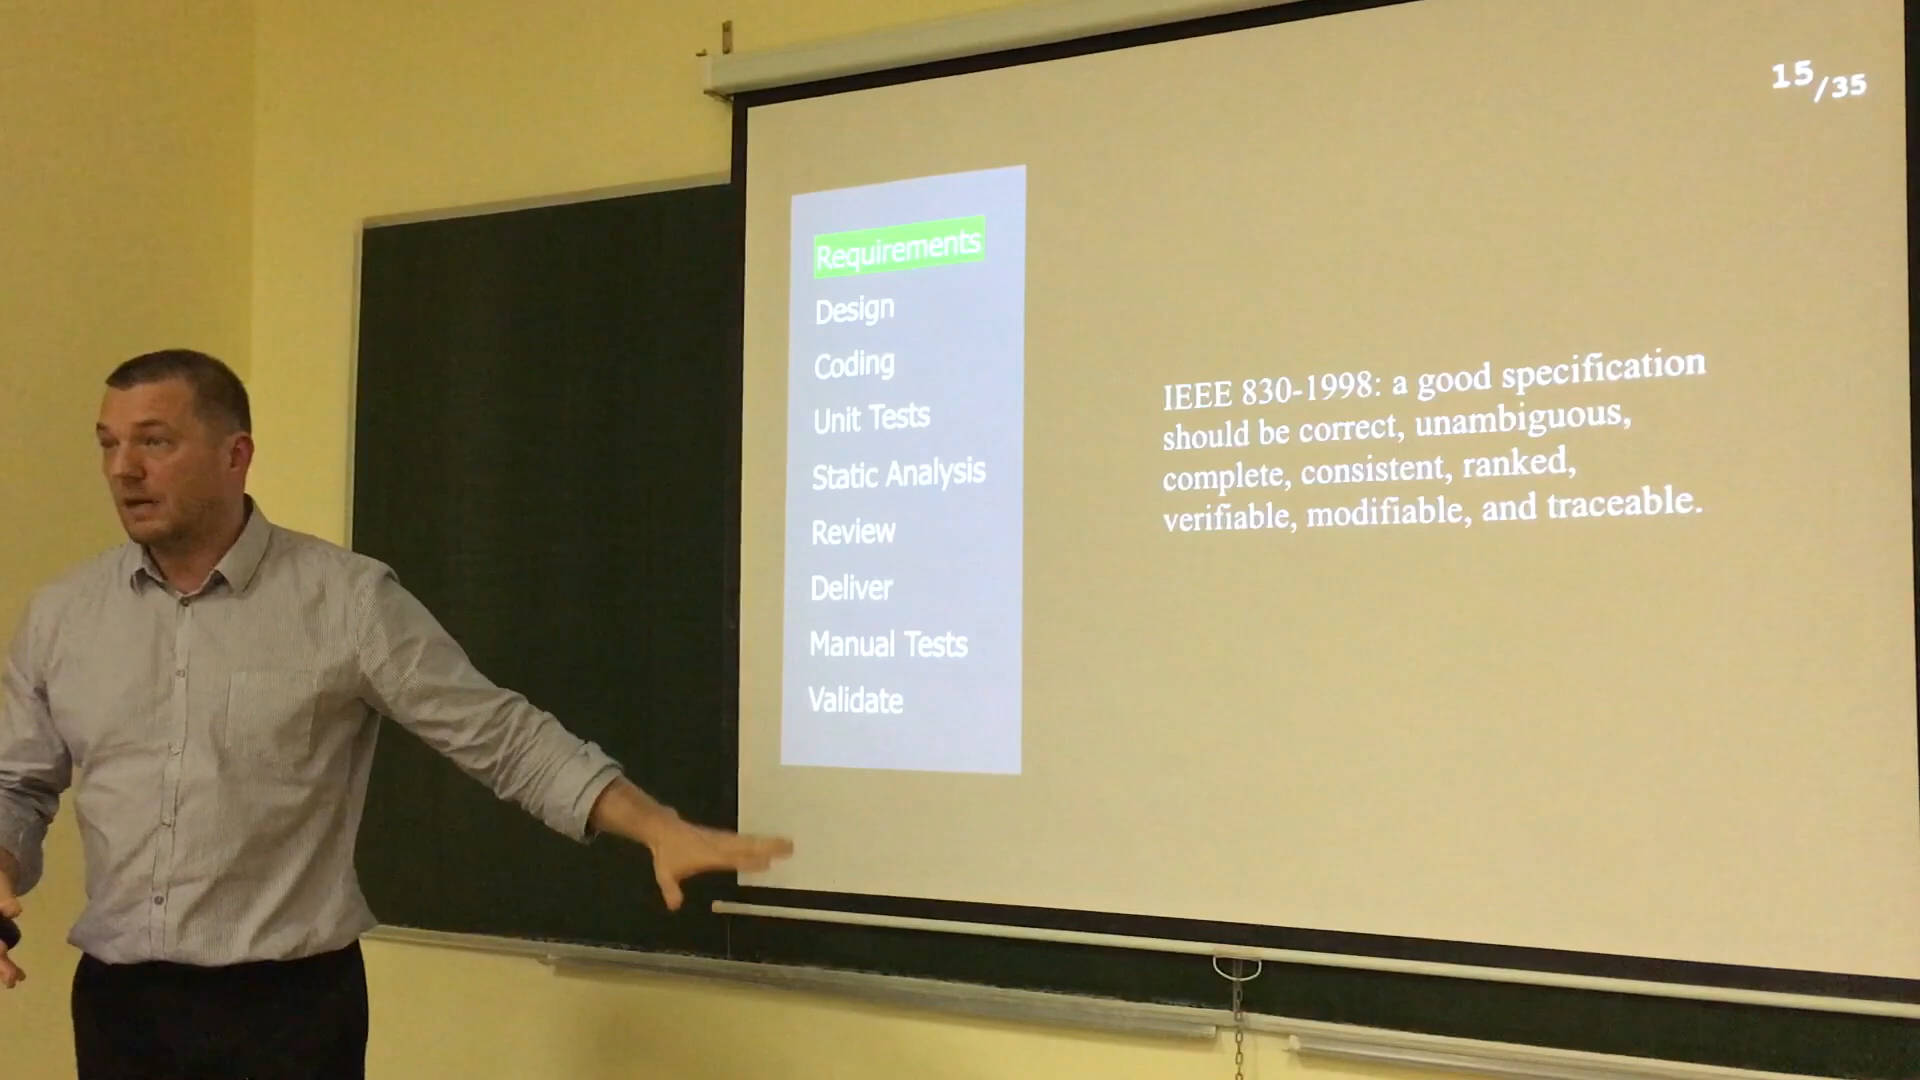 15/35
Requirements
Design
Coding
Unit Tests
Static Analysis
Review
Deliver
Manual Tests
Validate
IEEE 830-1998: a good specification
should be correct, unambiguous,
complete, consistent, ranked,
verifiable, modifiable, and traceable.